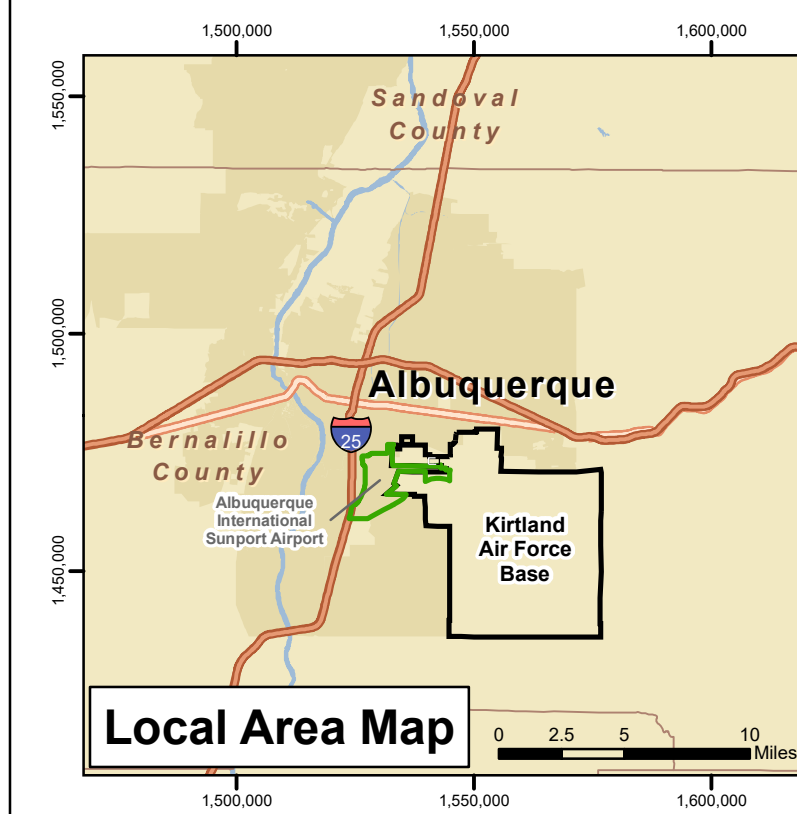 1,500,000
1,550,000
1,600,000
1,550,000
Sandoval
County
1,500,000
Albuquerque
25
Bernalillo
County
Albuquerque
International
Sunport Airport
Kirtland
Air Force
Base
1,450,000
Local Area Map
0 2.5 5 10
Miles
1,500,000
1,550,000
1,600,000